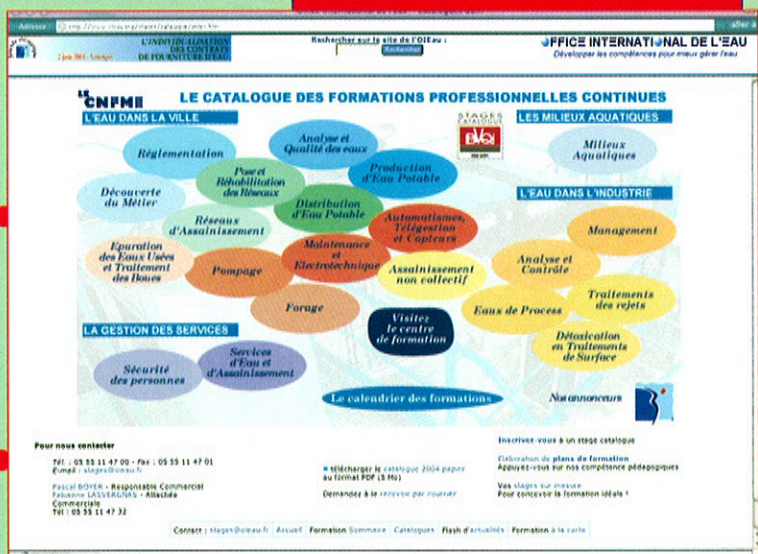 Adresse
aller à
2 juin 2004 - Limoges
L'INDIVIDUALISATION
DES CONTRATS
DE FOURNITURE D'EAU
Rechercher sur le site de l'OIEau :
Rechercher
OFFICE INTERNATIONAL DE L'EAU
Développer les compétences pour mieux gérer l'eau
LE CNFME
LE CATALOGUE DES FORMATIONS PROFESSIONNELLES CONTINUES
L'EAU DANS LA VILLE
STAGES
CATALOGUE
BVQI
LES MILIEUX AQUATIQUES
Réglementation
Analyse et
Qualité des eaux
Milieux
Aquatiques
Pose et
Réhabilitation
des Réseaux
Production
d'Eau Potable
Découverte
du Métier
Distribution
d'Eau Potable
L'EAU DANS L'INDUSTRIE
Réseaux
d'Assainissement
Automatismes,
Télégestion
et Capteurs
Management
Epuration
des Eaux Usées
et Traitement
des Boues
Pompage
Maintenance
et
Electrotechnique
Assainissement
non collectif
Analyse et
Contrôle
Forage
Visitez
le centre
de formation
Eaux de Process
Traitements
des rejets
LA GESTION DES SERVICES
Détoxication
en Traitements
de Surface
Sécurité
des personnes
Services
d'Eau et
d'Assainissement
Le calendrier des formations
Nos annonceurs
Pour nous contacter
Tél. : 05 55 11 47 00 - Fax : 05 55 11 47 01
E-mail : stages@oieau.fr
Pascal BOYER - Responsable Commercial
Fabienne LASVERGNAS - Attachée
Commerciale
Tél : 05 55 11 47 32
télécharger le catalogue 2004 papier
au format PDF (3 Mo)
Demandez à le recevoir par courrier
Inscrivez-vous à un stage catalogue
Elaboration de plans de formation
Appuyez-vous sur nos compétence pédagogiques
Vos stages sur mesure
Pour concevoir la formation idéale !
Contact : stages@oieau.fr Accueil Formation Sommaire Catalogues Flash d'actualités Formation à la carte